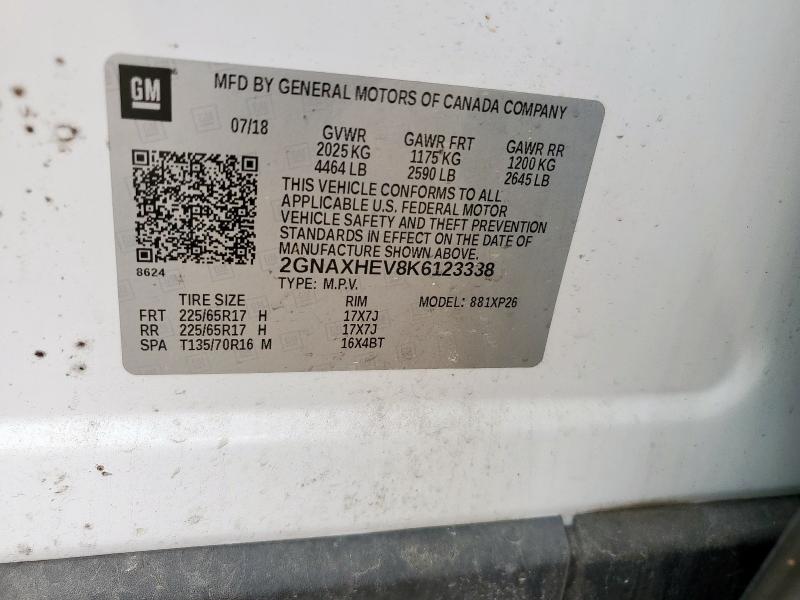 GM
MFD BY GENERAL MOTORS OF CANADA COMPANY
07/18 GVWR GAWR FRT GAWR RR
2025 KG 1175 KG 1200 KG
4464 LB 2590 LB 2645 LB
THIS VEHICLE CONFORMS TO ALL
APPLICABLE U.S. FEDERAL MOTOR
VEHICLE SAFETY AND THEFT PREVENTION
STANDARDS IN EFFECT ON THE DATE OF
MANUFACTURE SHOWN ABOVE.
8624
2GNAXHEV8K6123338
TYPE: M.P.V. MODEL: 881XP26
TIRE SIZE RIM
FRT 225/65R17 H 17X7J
RR 225/65R17 H 17X7J
SPA T135/70R16 M 16X4BT